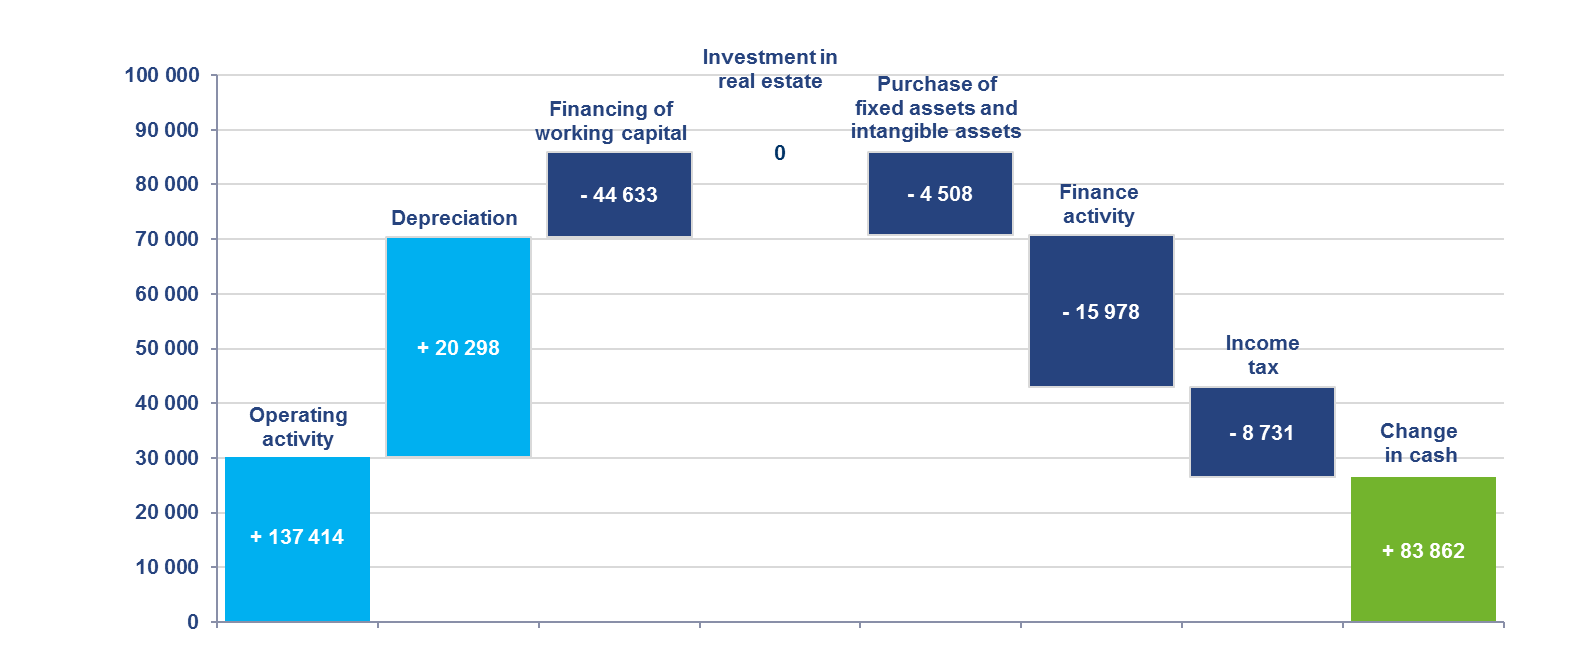 100 000
90 000
80 000
70 000
60 000
50 000
40 000
30 000
20 000
10 000
0
Operating
activity
+ 137 414
Depreciation
+ 20 298
Financing of
working capital
- 44 633
Investment in
real estate
0
Purchase of
fixed assets and
intangible assets
- 4 508
Finance
activity
- 15 978
Income
tax
- 8 731
Change
in cash
+ 83 862